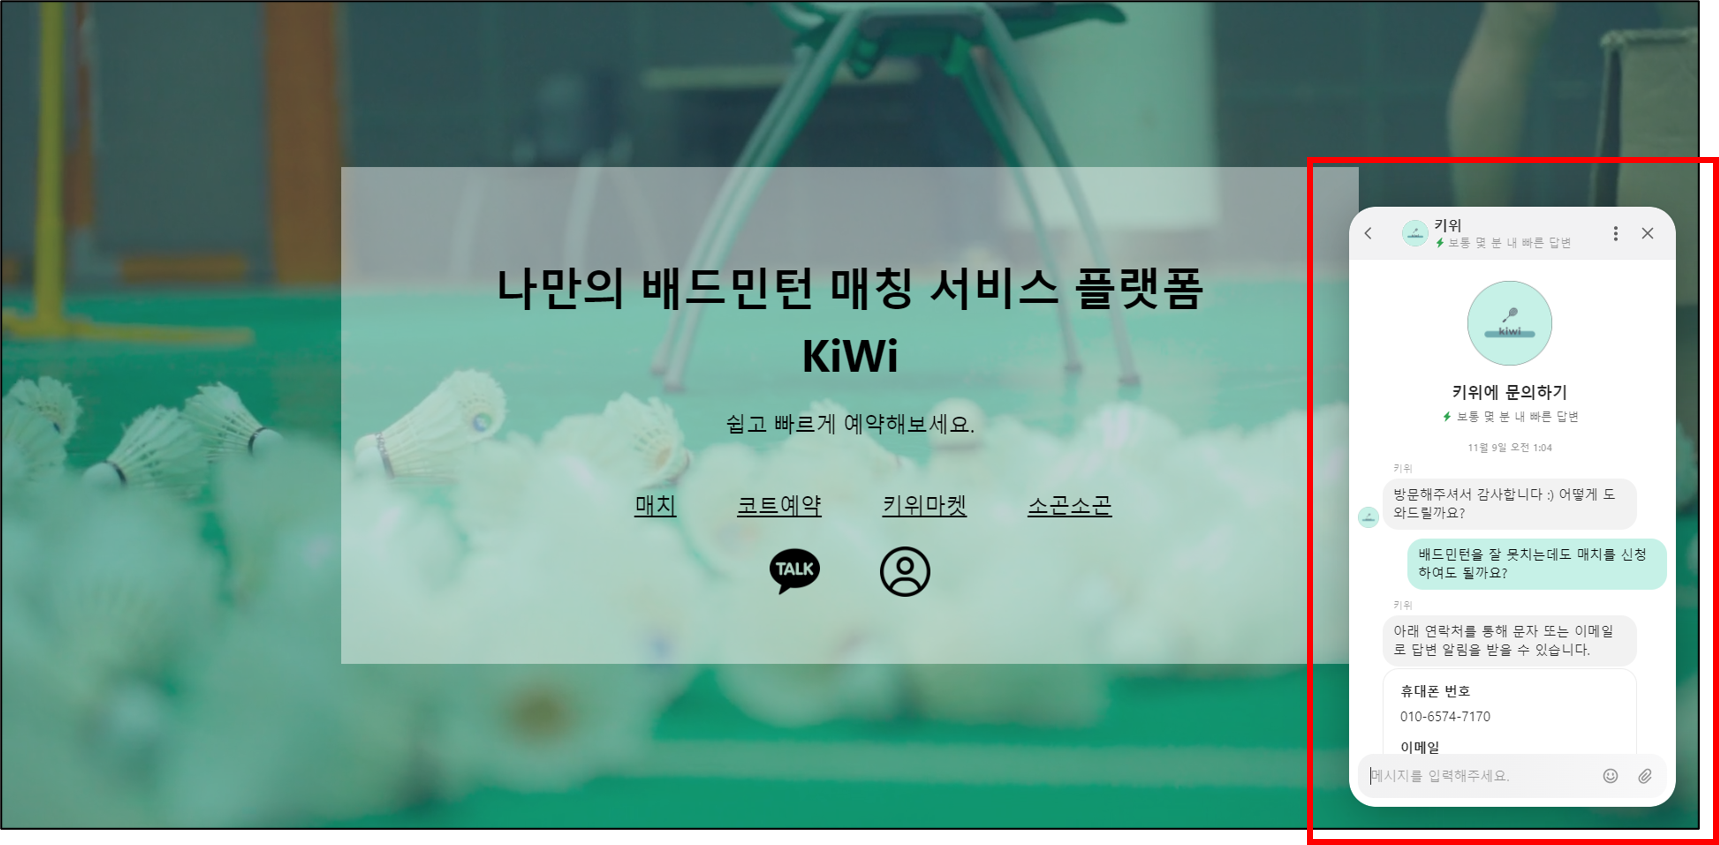 나만의 배드민턴 매칭 서비스 플랫폼
KiWi
쉽고 빠르게 예약해보세요.
매치 코트예약 키위마켓 소곤소곤
TALK
키위
보통 몇 분 내 빠른 답변
kiwi
키위에 문의하기
보통 몇 분 내 빠른 답변
11월 9일 오전 1:04
키위
방문해주셔서 감사합니다 :) 어떻게 도
와드릴까요?
배드민턴을 잘 못치는데도 매치를 신청
하여도 될까요?
키위
아래 연락처를 통해 문자 또는 이메일
로 답변 알림을 받을 수 있습니다.
휴대폰 번호
010-6574-7170
이메일
메시지를 입력해주세요.